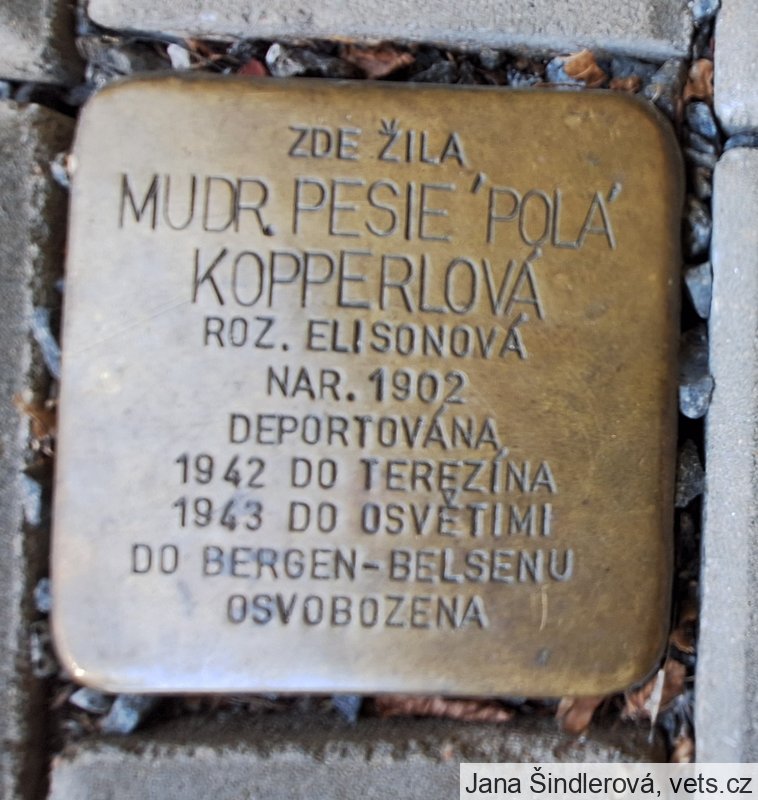 ZDE ŽILA
MUDR. PESIE 'POLA'
KOPPERLOVÁ
ROZ. ELISONOVÁ
NAR. 1902
DEPORTOVÁNA
1942 DO TEREZÍNA
1943 DO OSVĚTIMI
DO BERGEN-BELSENU
OSVOBOZENA
Jana Šindlerová, vets.cz